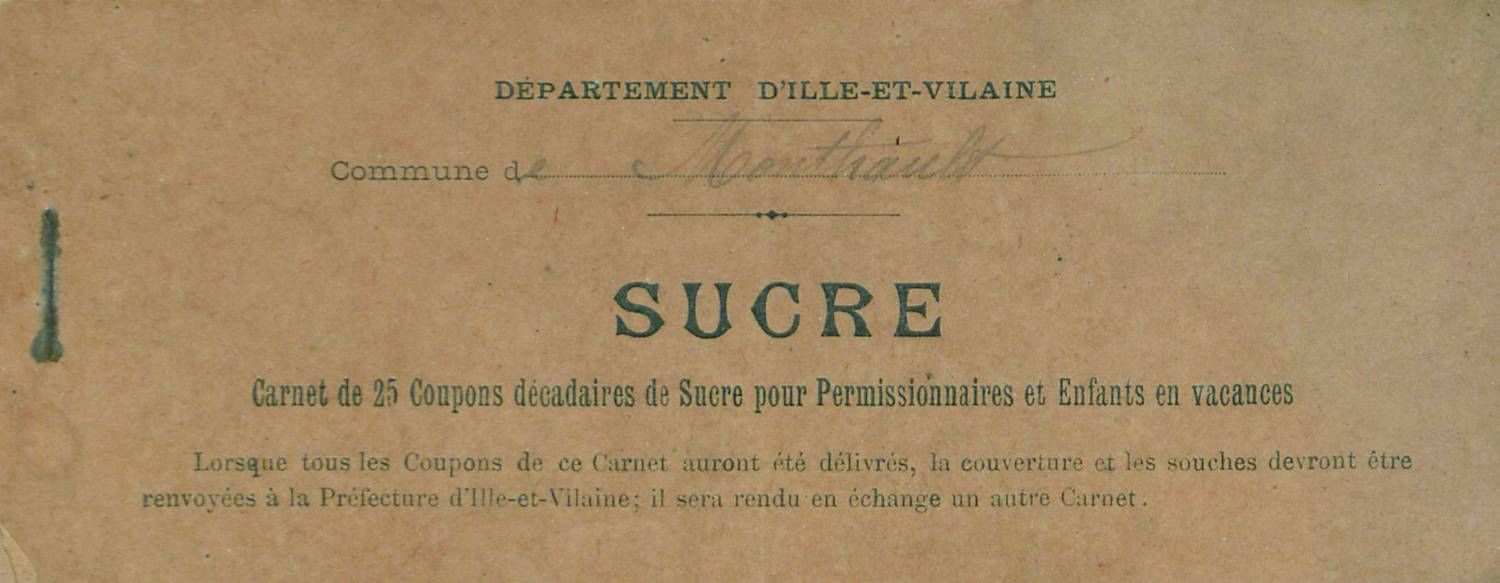 DÉPARTEMENT D'ILLE-ET-VILAINE
Commune de Monthault
SUCRE
Carnet de 25 Coupons décadaires de Sucre pour Permissionnaires et Enfants en vacances
Lorsque tous les Coupons de ce Carnet auront été délivrés, la couverture et les souches devront être
renvoyées à la Préfecture d'Ille-et-Vilaine; il sera rendu en échange un autre Carnet.